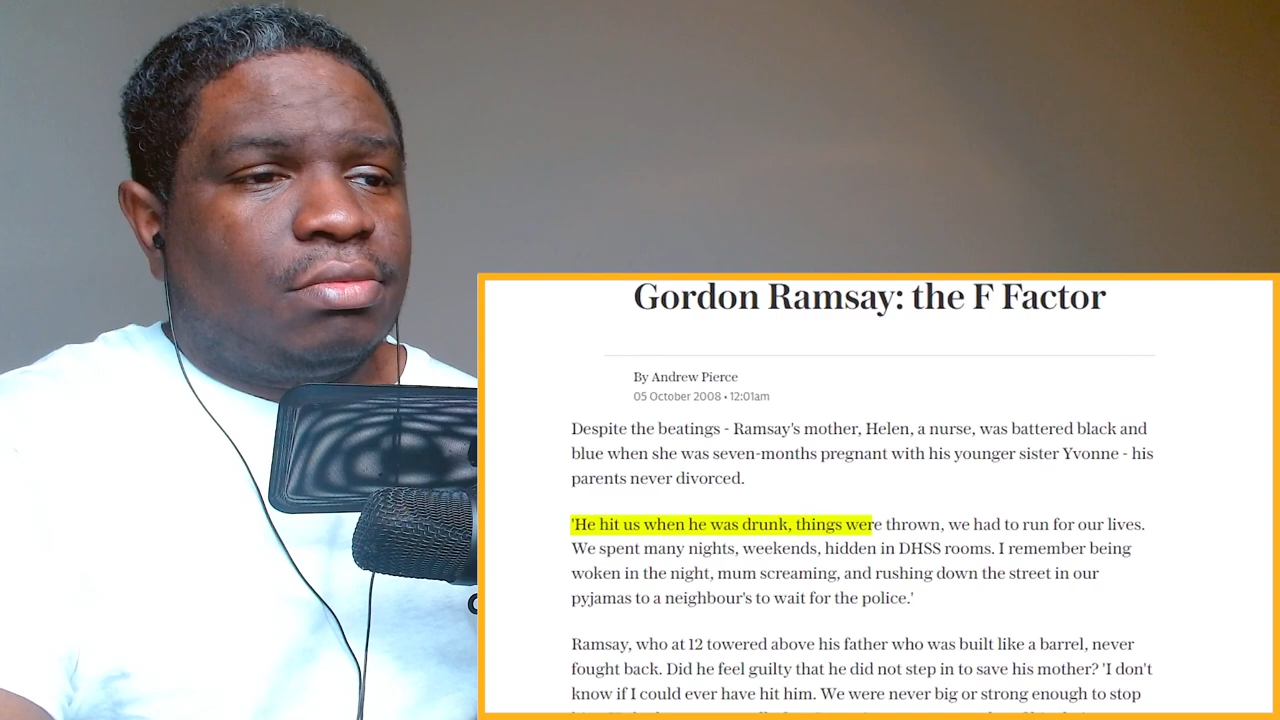 Gordon Ramsay: the F Factor
By Andrew Pierce
05 October 2008 • 12:01am
Despite the beatings - Ramsay's mother, Helen, a nurse, was battered black and
blue when she was seven-months pregnant with his younger sister Yvonne - his
parents never divorced.
'He hit us when he was drunk, things were thrown, we had to run for our lives.
We spent many nights, weekends, hidden in DHSS rooms. I remember being
woken in the night, mum screaming, and rushing down the street in our
pyjamas to a neighbour's to wait for the police.'
Ramsay, who at 12 towered above his father who was built like a barrel, never
fought back. Did he feel guilty that he did not step in to save his mother? 'I don't
know if I could ever have hit him. We were never big or strong enough to stop